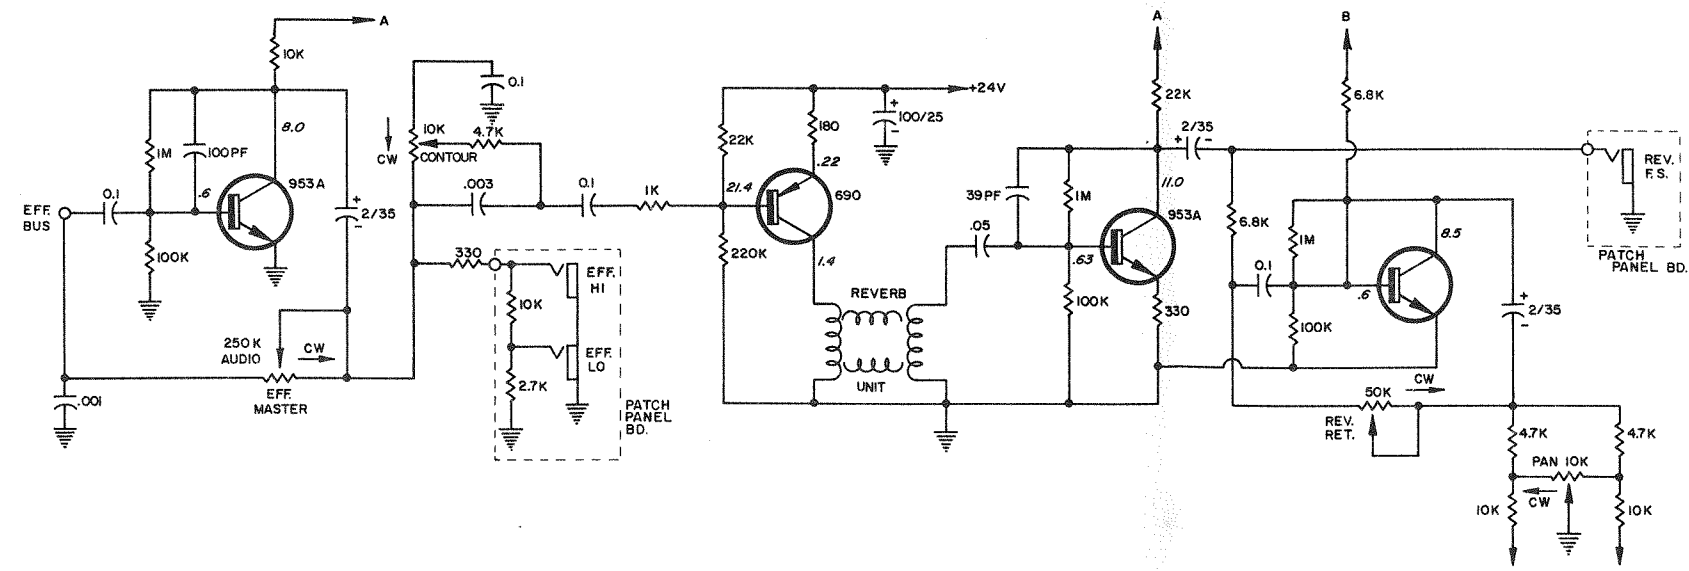 A
10K
8.0
1M
100PF
.6
953A
0.1
EFF.
BUS
+
2/35
-
100K
250K
AUDIO
CW
EFF.
MASTER
.001
0.1
10K
4.7K
CW
CONTOUR
.003
0.1
1K
330
EFF.
HI
10K
EFF.
LO
2.7K
PATCH
PANEL
BD.
+24V
22K
180
+
100/25
-
.22
21.4
690
220K
1.4
REVERB
UNIT
A
22K
+ 2/35 -
39PF
1M
11.0
953A
.05
.63
100K
330
B
6.8K
6.8K
1M
8.5
0.1
.6
100K
+
2/35
-
REV.
F.S.
PATCH
PANEL BD.
50K
CW
REV.
RET.
4.7K
4.7K
PAN 10K
CW
10K
10K